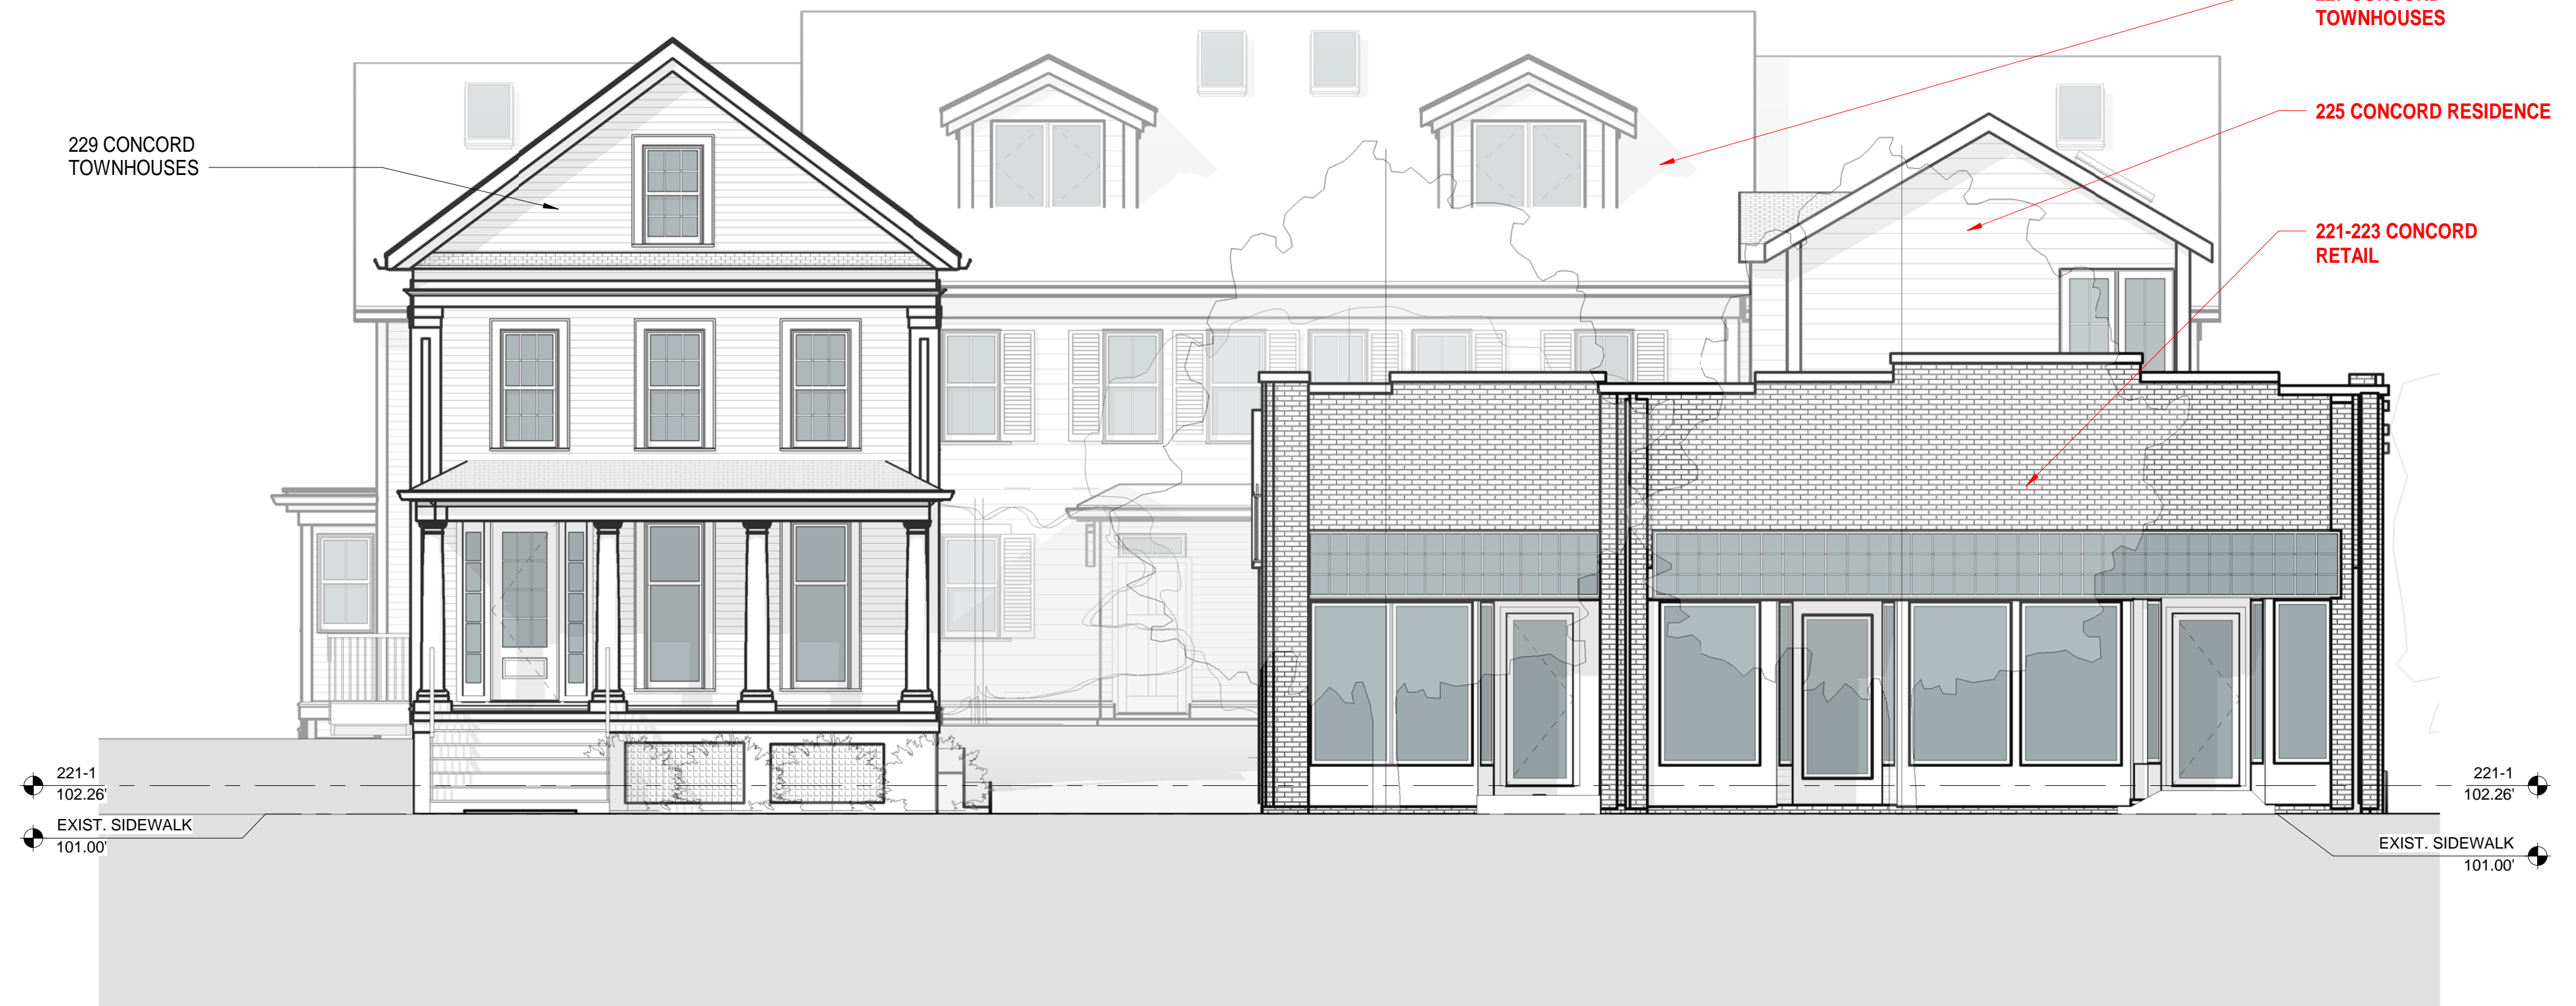 TOWNHOUSES
225 CONCORD RESIDENCE
229 CONCORD
TOWNHOUSES
221-223 CONCORD
RETAIL
221-1
102.26'
EXIST. SIDEWALK
101.00'
221-1
102.26'
EXIST. SIDEWALK
101.00'